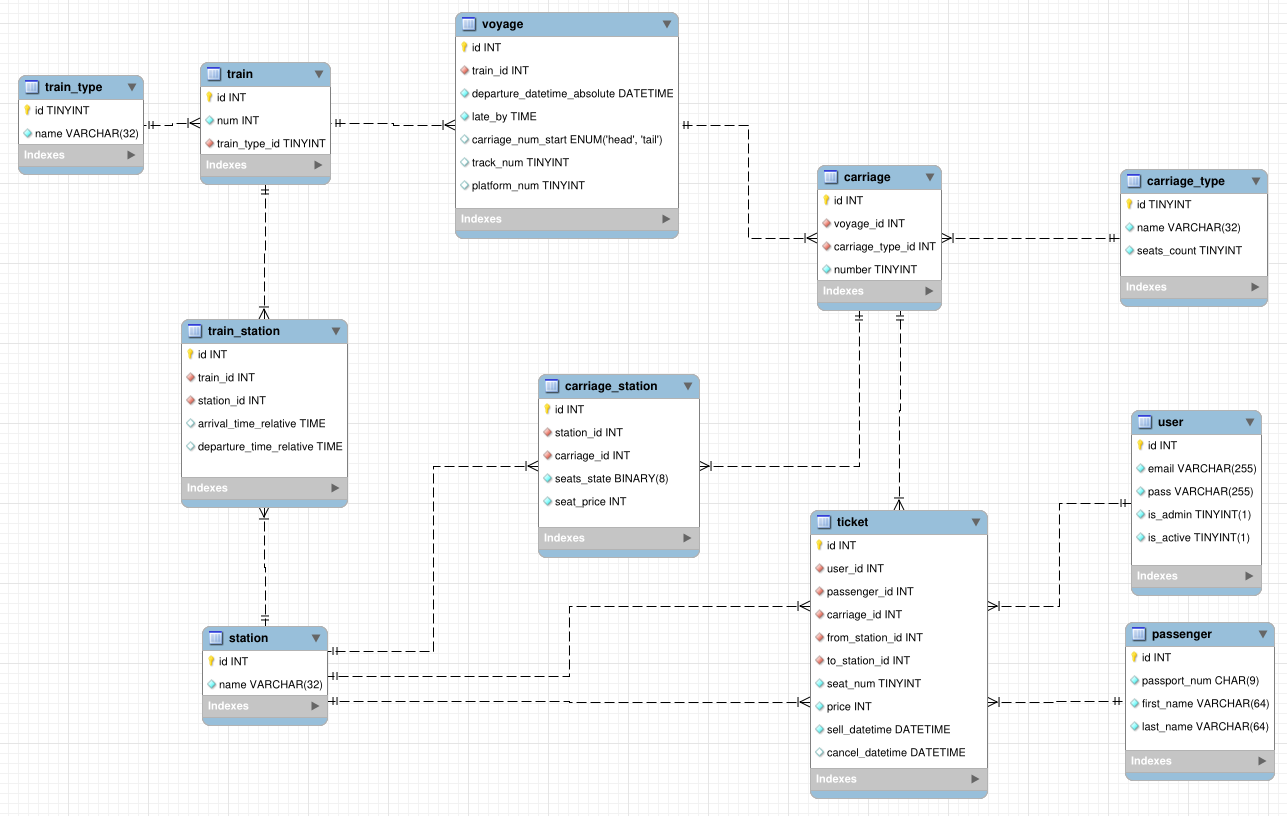 voyage
id INT
train_id INT
departure_datetime_absolute DATETIME
late_by TIME
carriage_num_start ENUM('head', 'tail')
track_num TINYINT
platform_num TINYINT
Indexes
train
id INT
num INT
train_type_id TINYINT
Indexes
train_type
id TINYINT
name VARCHAR(32)
Indexes
carriage
id INT
voyage_id INT
carriage_type_id INT
number TINYINT
Indexes
carriage_type
id TINYINT
name VARCHAR(32)
seats_count TINYINT
Indexes
train_station
id INT
train_id INT
station_id INT
arrival_time_relative TIME
departure_time_relative TIME
Indexes
carriage_station
id INT
station_id INT
carriage_id INT
seats_state BINARY(8)
seat_price INT
Indexes
user
id INT
email VARCHAR(255)
pass VARCHAR(255)
is_admin TINYINT(1)
is_active TINYINT(1)
Indexes
ticket
id INT
user_id INT
passenger_id INT
carriage_id INT
from_station_id INT
to_station_id INT
seat_num TINYINT
price INT
sell_datetime DATETIME
cancel_datetime DATETIME
Indexes
station
id INT
name VARCHAR(32)
Indexes
passenger
id INT
passport_num CHAR(9)
first_name VARCHAR(64)
last_name VARCHAR(64)
Indexes